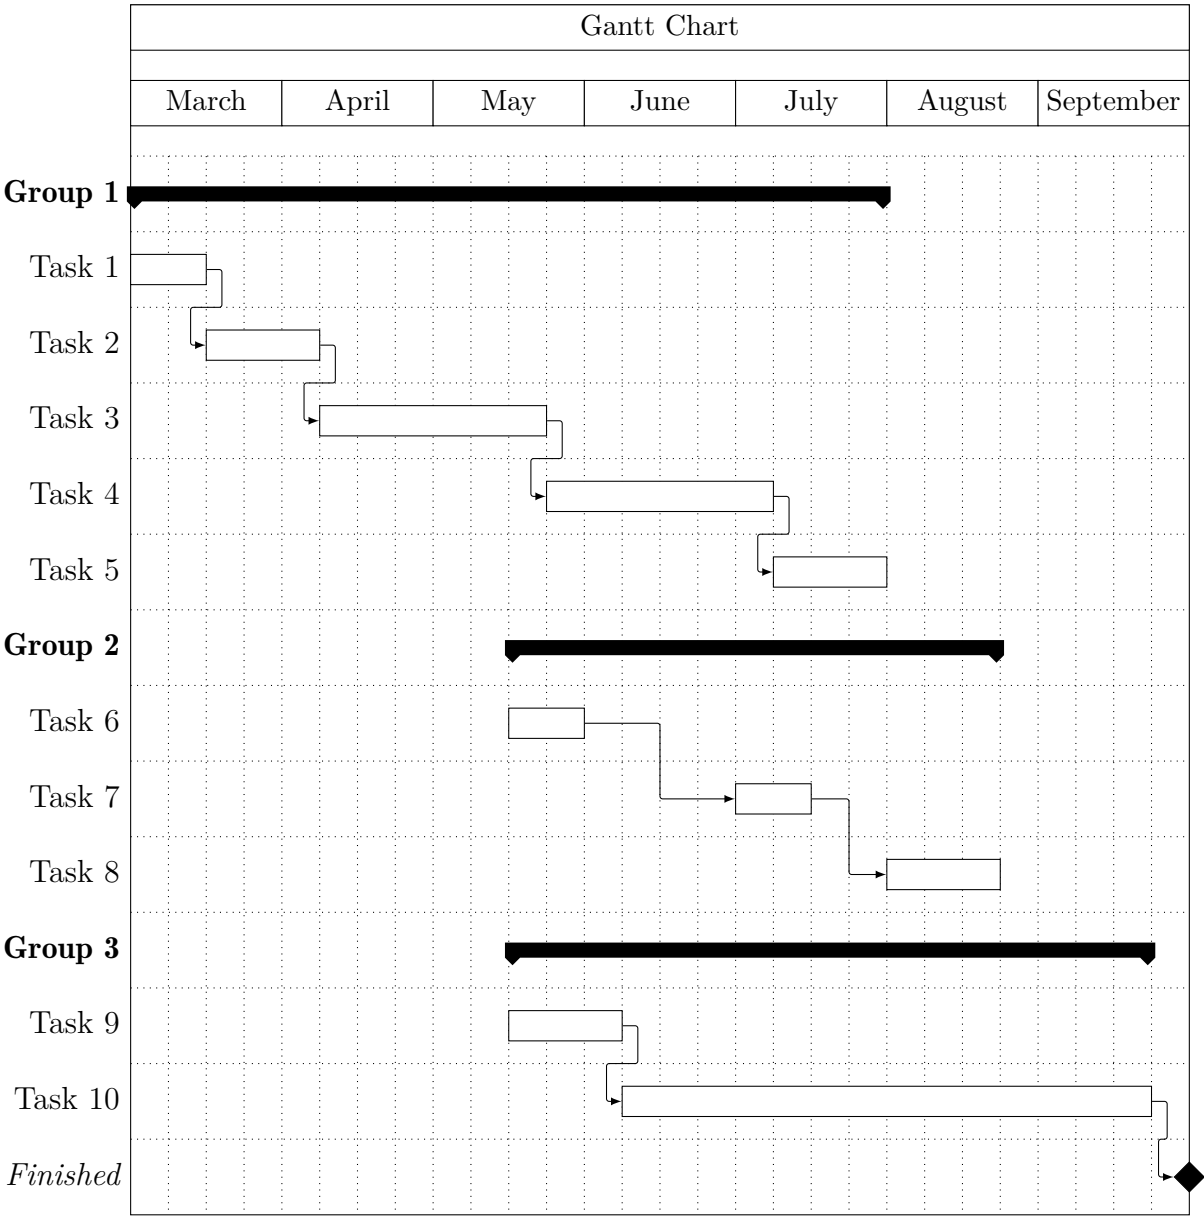 Gantt Chart
March April May June July August September
Group 1
Task 1
Task 2
Task 3
Task 4
Task 5
Group 2
Task 6
Task 7
Task 8
Group 3
Task 9
Task 10
Finished